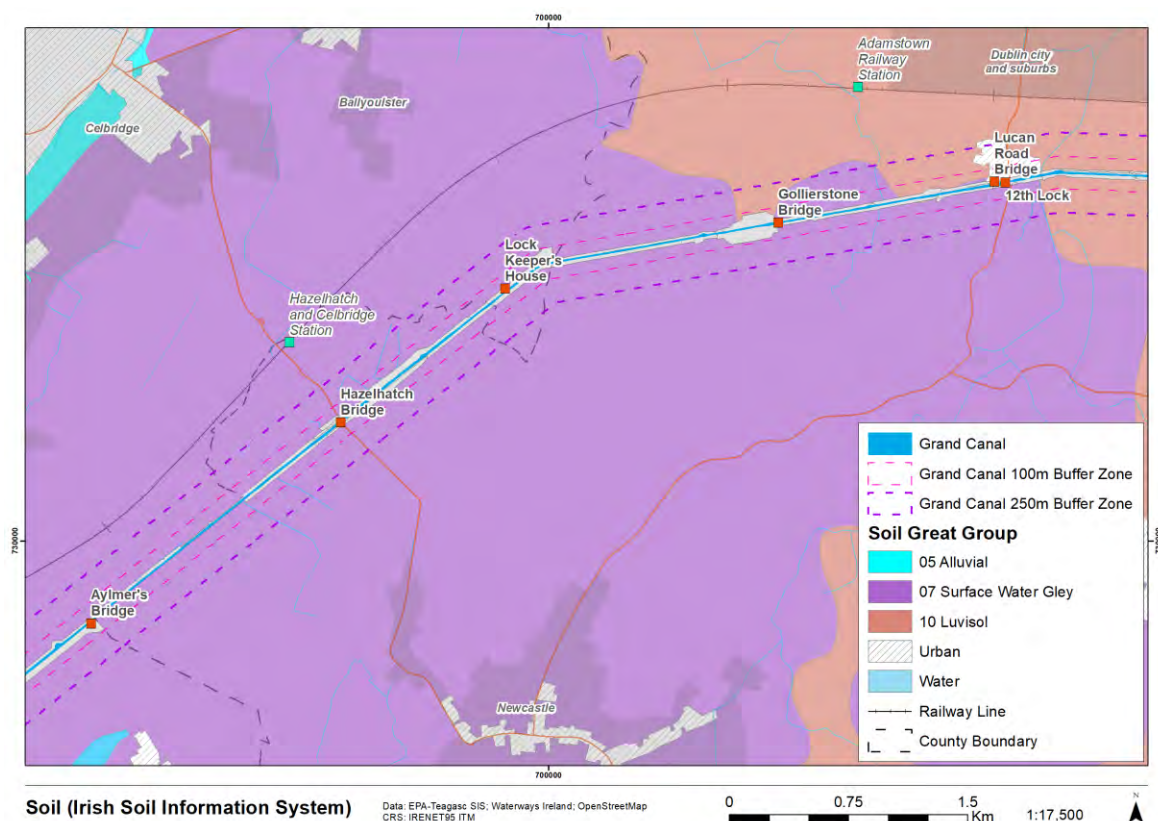 700000
Adamstown
Railway
Station
Dublin city
and suburbs
Ballyoulster
Celbridge
Lucan
Road
Bridge
12th Lock
Gollierstone
Bridge
Lock
Keeper's
House
Hazelhatch
and Celbridge
Station
Hazelhatch
Bridge
Grand Canal
Grand Canal 100m Buffer Zone
Grand Canal 250m Buffer Zone
Soil Great Group
05 Alluvial
07 Surface Water Gley
10 Luvisol
Urban
Water
Railway Line
County Boundary
730000
730000
Aylmer's
Bridge
Newcastle
700000
Soil (Irish Soil Information System)
Data: EPA-Teagasc SIS; Waterways Ireland; OpenStreetMap
CRS: IRENET95 ITM
0 0.75 1.5
Km
1:17,500
N